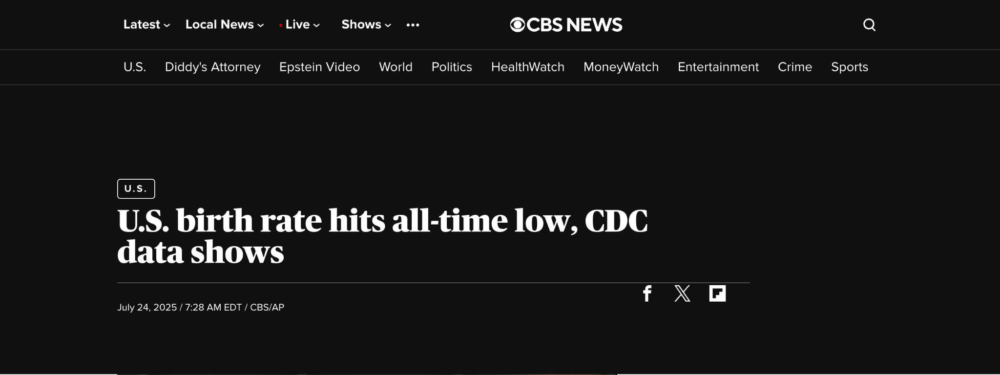 Latest Local News Live Shows
CBS NEWS
U.S. Diddy's Attorney Epstein Video World Politics HealthWatch MoneyWatch Entertainment Crime Sports
U.S.
U.S. birth rate hits all-time low, CDC
data shows
July 24, 2025 / 7:28 AM EDT / CBS/AP